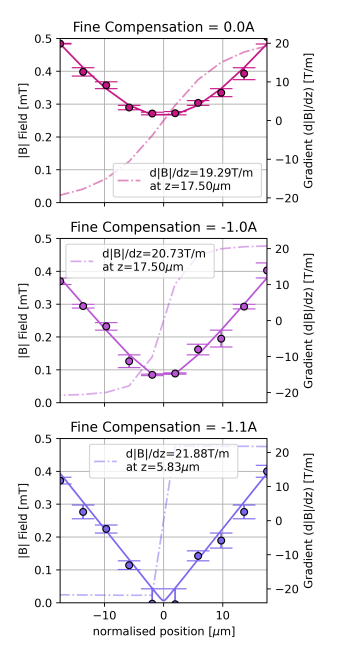 Fine Compensation = 0.0A
0.5
0.4
0.3
0.2
0.1
0.0
|B| Field [mT]
d|B|/dz=19.29T/m
at z=17.50μm
20
10
0
−10
−20
Gradient (d|B|/dz) [T/m]
Fine Compensation = -1.0A
0.5
0.4
0.3
0.2
0.1
0.0
|B| Field [mT]
d|B|/dz=20.73T/m
at z=17.50μm
20
10
0
−10
−20
Gradient (d|B|/dz) [T/m]
Fine Compensation = -1.1A
0.5
0.4
0.3
0.2
0.1
0.0
|B| Field [mT]
d|B|/dz=21.88T/m
at z=5.83μm
20
10
0
−10
−20
Gradient (d|B|/dz) [T/m]
−10 0 10
normalised position [μm]